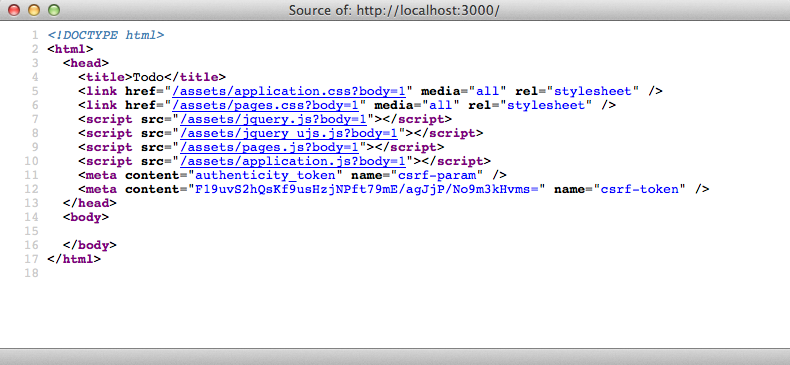 Source of: http://localhost:3000/
1 <!DOCTYPE html>
2 <html>
3   <head>
4     <title>Todo</title>
5     <link href="/assets/application.css?body=1" media="all" rel="stylesheet" />
6     <link href="/assets/pages.css?body=1" media="all" rel="stylesheet" />
7     <script src="/assets/jquery.js?body=1"></script>
8     <script src="/assets/jquery_ujs.js?body=1"></script>
9     <script src="/assets/pages.js?body=1"></script>
10     <script src="/assets/application.js?body=1"></script>
11     <meta content="authenticity_token" name="csrf-param" />
12     <meta content="F19uvS2hQsKf9usHzjNPft79mE/agJjP/No9m3kHvms=" name="csrf-token" />
13   </head>
14   <body>
15
16   </body>
17 </html>
18